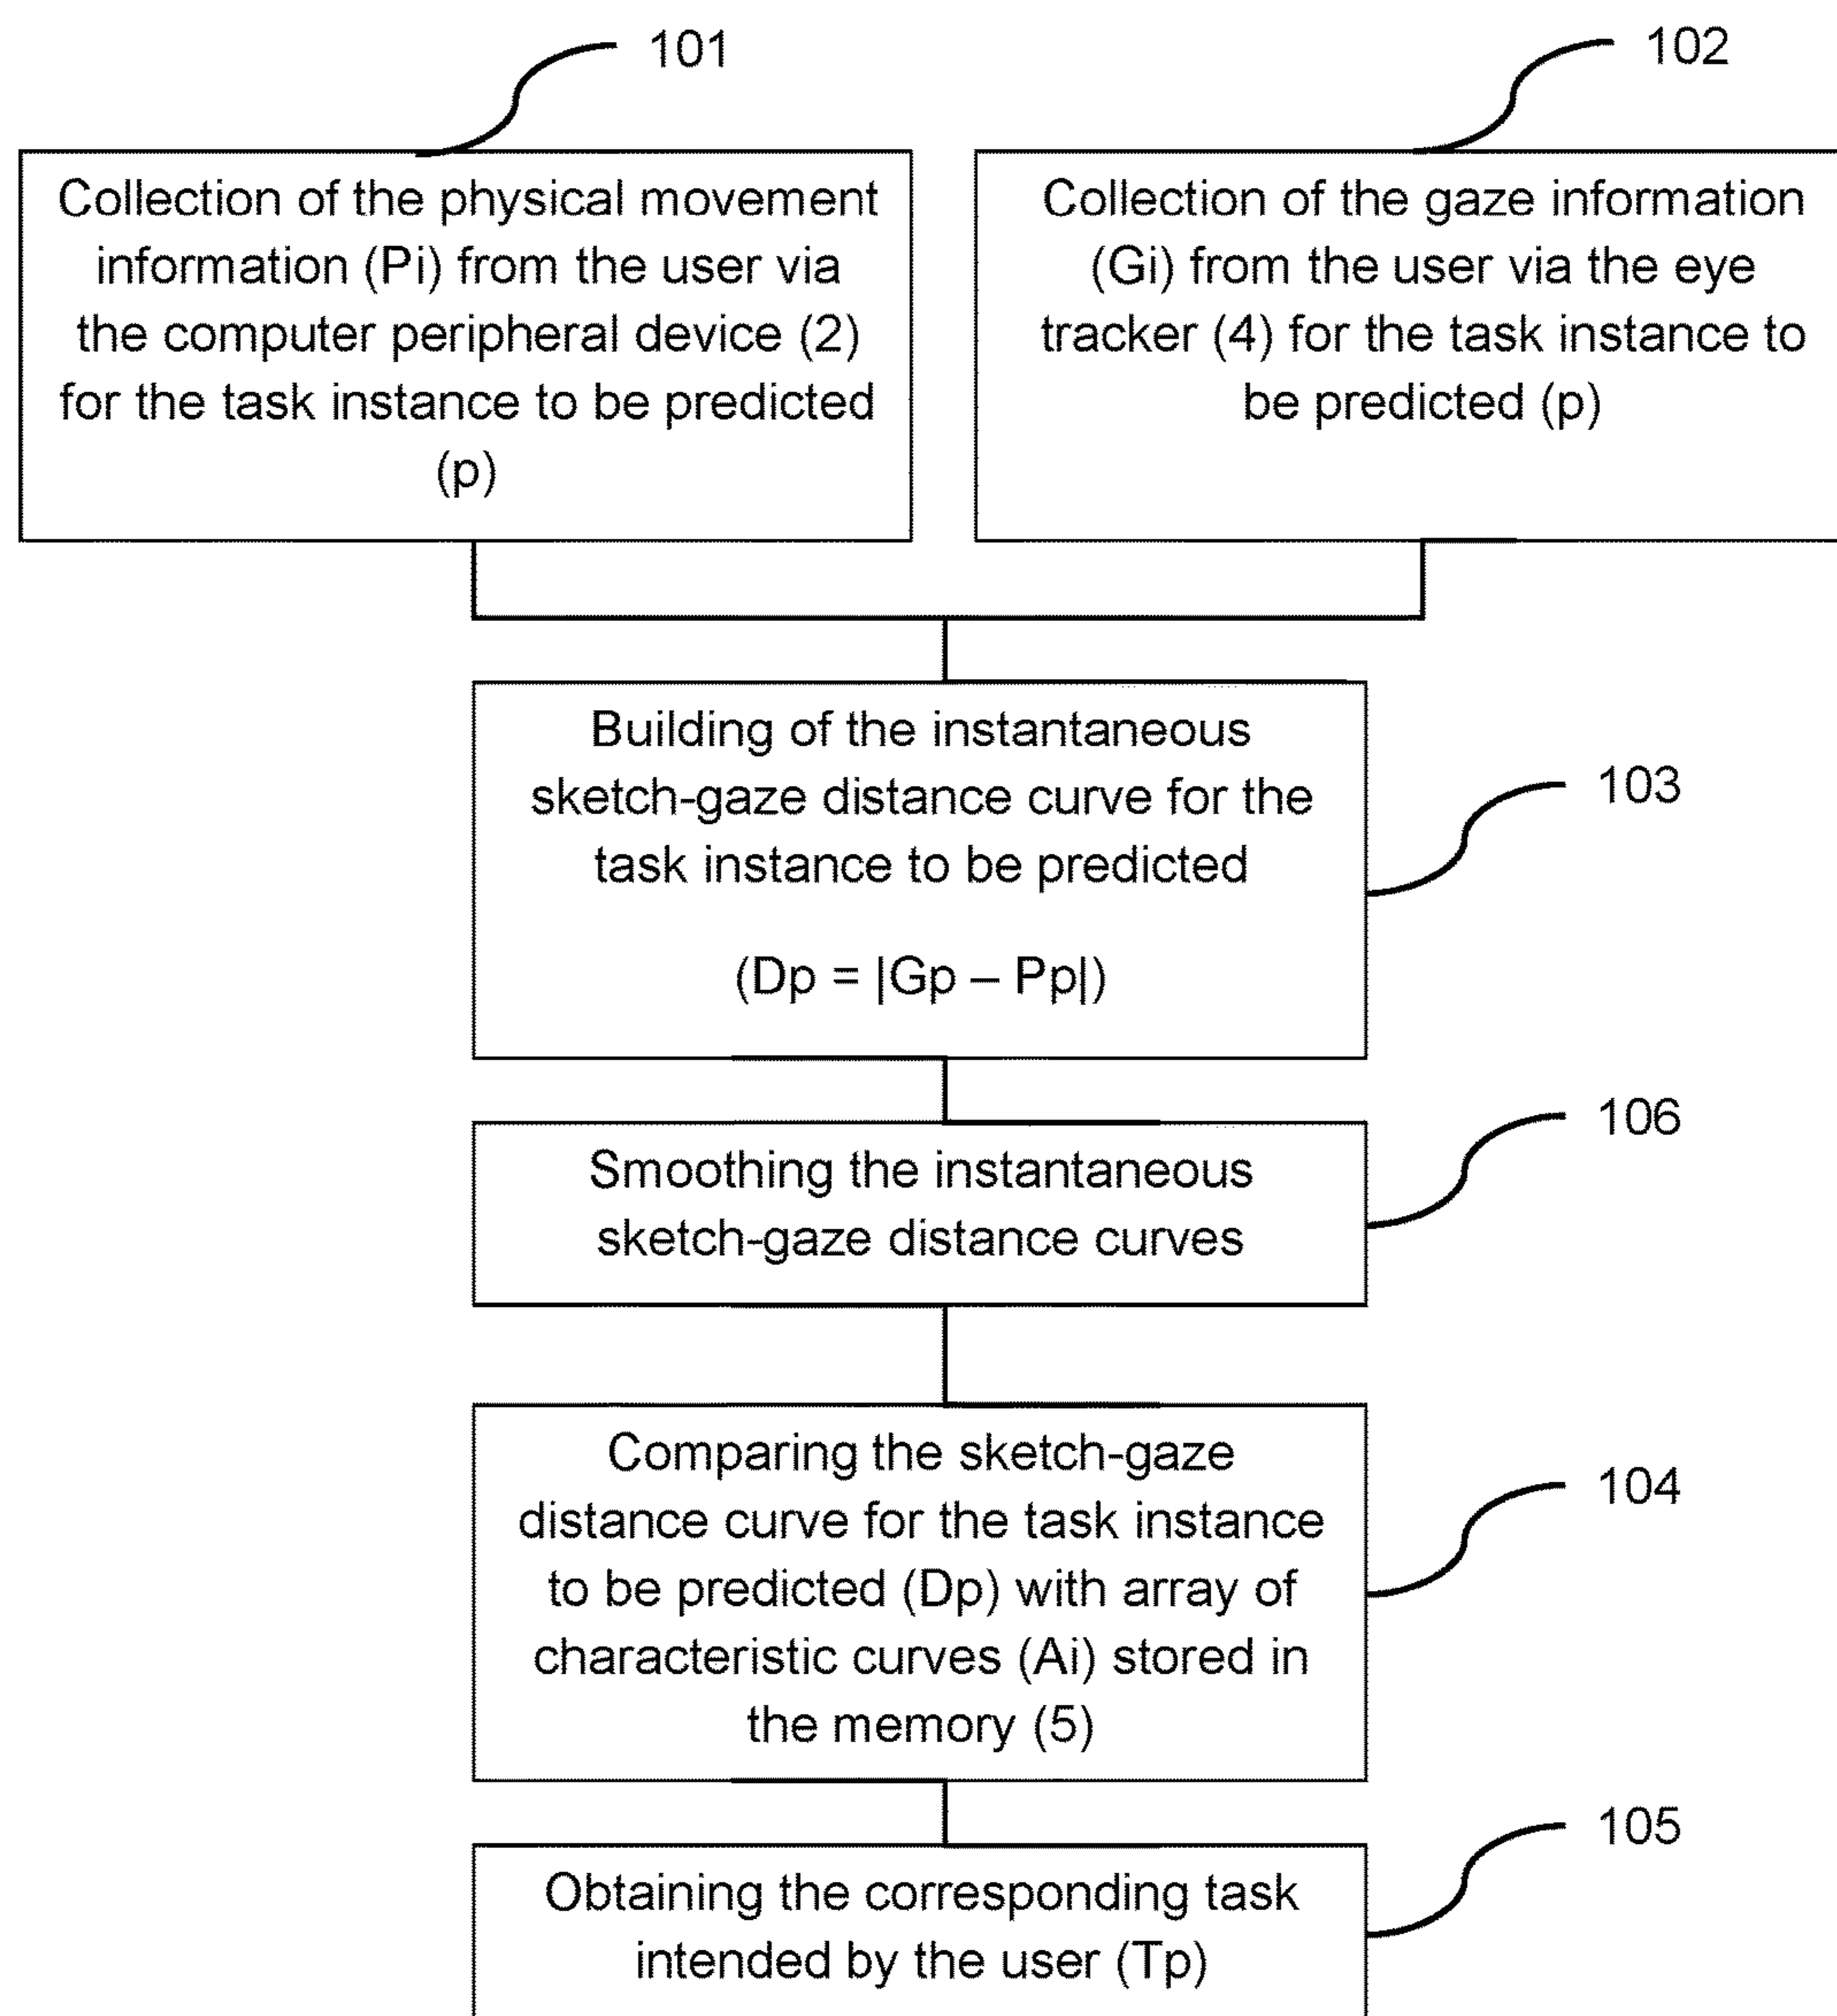 101
Collection of the physical movement
information (Pi) from the user via
the computer peripheral device (2)
for the task instance to be predicted
(p)
102
Collection of the gaze information
(Gi) from the user via the eye
tracker (4) for the task instance to
be predicted (p)
Building of the instantaneous
sketch-gaze distance curve for the
task instance to be predicted
(Dp = |Gp – Pp|)
103
Smoothing the instantaneous
sketch-gaze distance curves
106
Comparing the sketch-gaze
distance curve for the task instance
to be predicted (Dp) with array of
characteristic curves (Ai) stored in
the memory (5)
104
Obtaining the corresponding task
intended by the user (Tp)
105